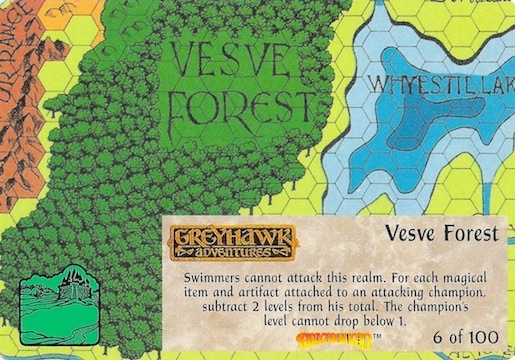 VESVE
FOREST
WHYESTIL LAK
GREYHAWK
ADVENTURES
Vesve Forest
Swimmers cannot attack this realm. For each magical
item and artifact attached to an attacking champion,
subtract 2 levels from his total. The champion's
level cannot drop below 1.
6 of 100